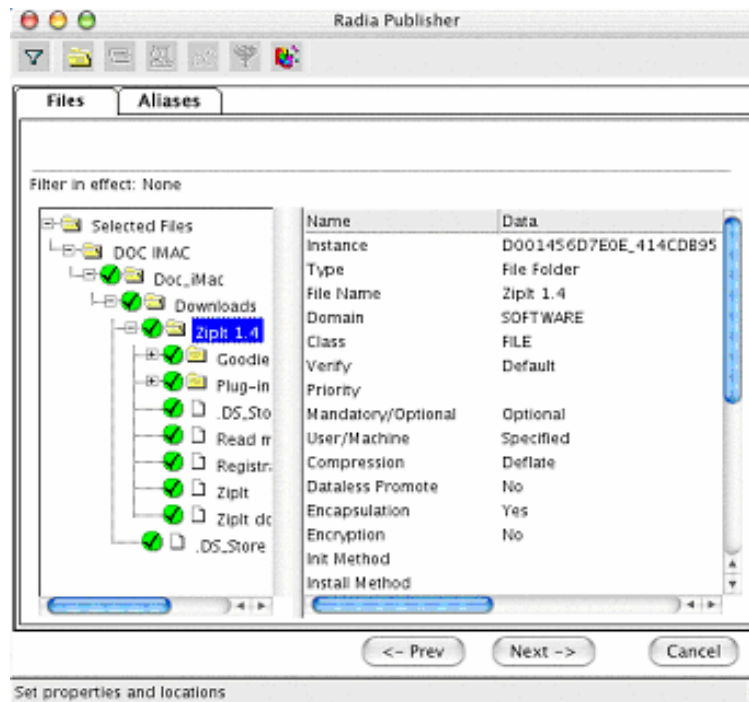 Radia Publisher
Files
Aliases
Filter in effect: None
Selected Files
DOC IMAC
Doc_iMac
Downloads
ZipIt 1.4
Goodie
Plug-in
.DS_Sto
Read m
Registr
ZipIt
ZipIt do
.DS_Store
Name Data
Instance D001456D7E0E_414CDB95
Type File Folder
File Name ZipIt 1.4
Domain SOFTWARE
Class FILE
Verify Default
Priority
Mandatory/Optional Optional
User/Machine Specified
Compression Deflate
Dataless Promote No
Encapsulation Yes
Encryption No
Init Method
Install Method
<- Prev
Next ->
Cancel
Set properties and locations